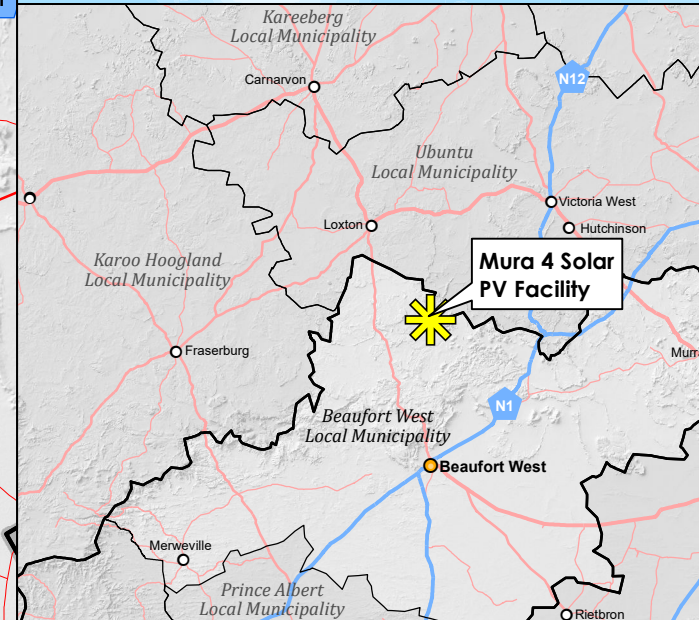 Kareeberg
Local Municipality
Carnarvon
N12
Ubuntu
Local Municipality
Victoria West
Loxton
Hutchinson
Karoo Hoogland
Local Municipality
Mura 4 Solar
PV Facility
Fraserburg
Murr
N1
Beaufort West
Local Municipality
Beaufort West
Merweville
Prince Albert
Local Municipality
Rietbron